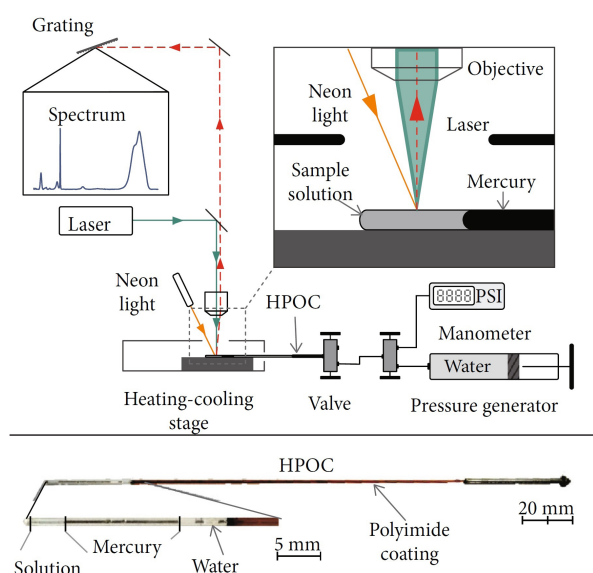 Grating
Spectrum
Laser
Neon
light
Objective
Neon
light
Laser
Sample
solution
Mercury
HPOC
8888 PSI
Manometer
Water
Heating-cooling
stage
Valve
Pressure generator
HPOC
Polyimide
coating
20 mm
Solution
Mercury
Water
5 mm